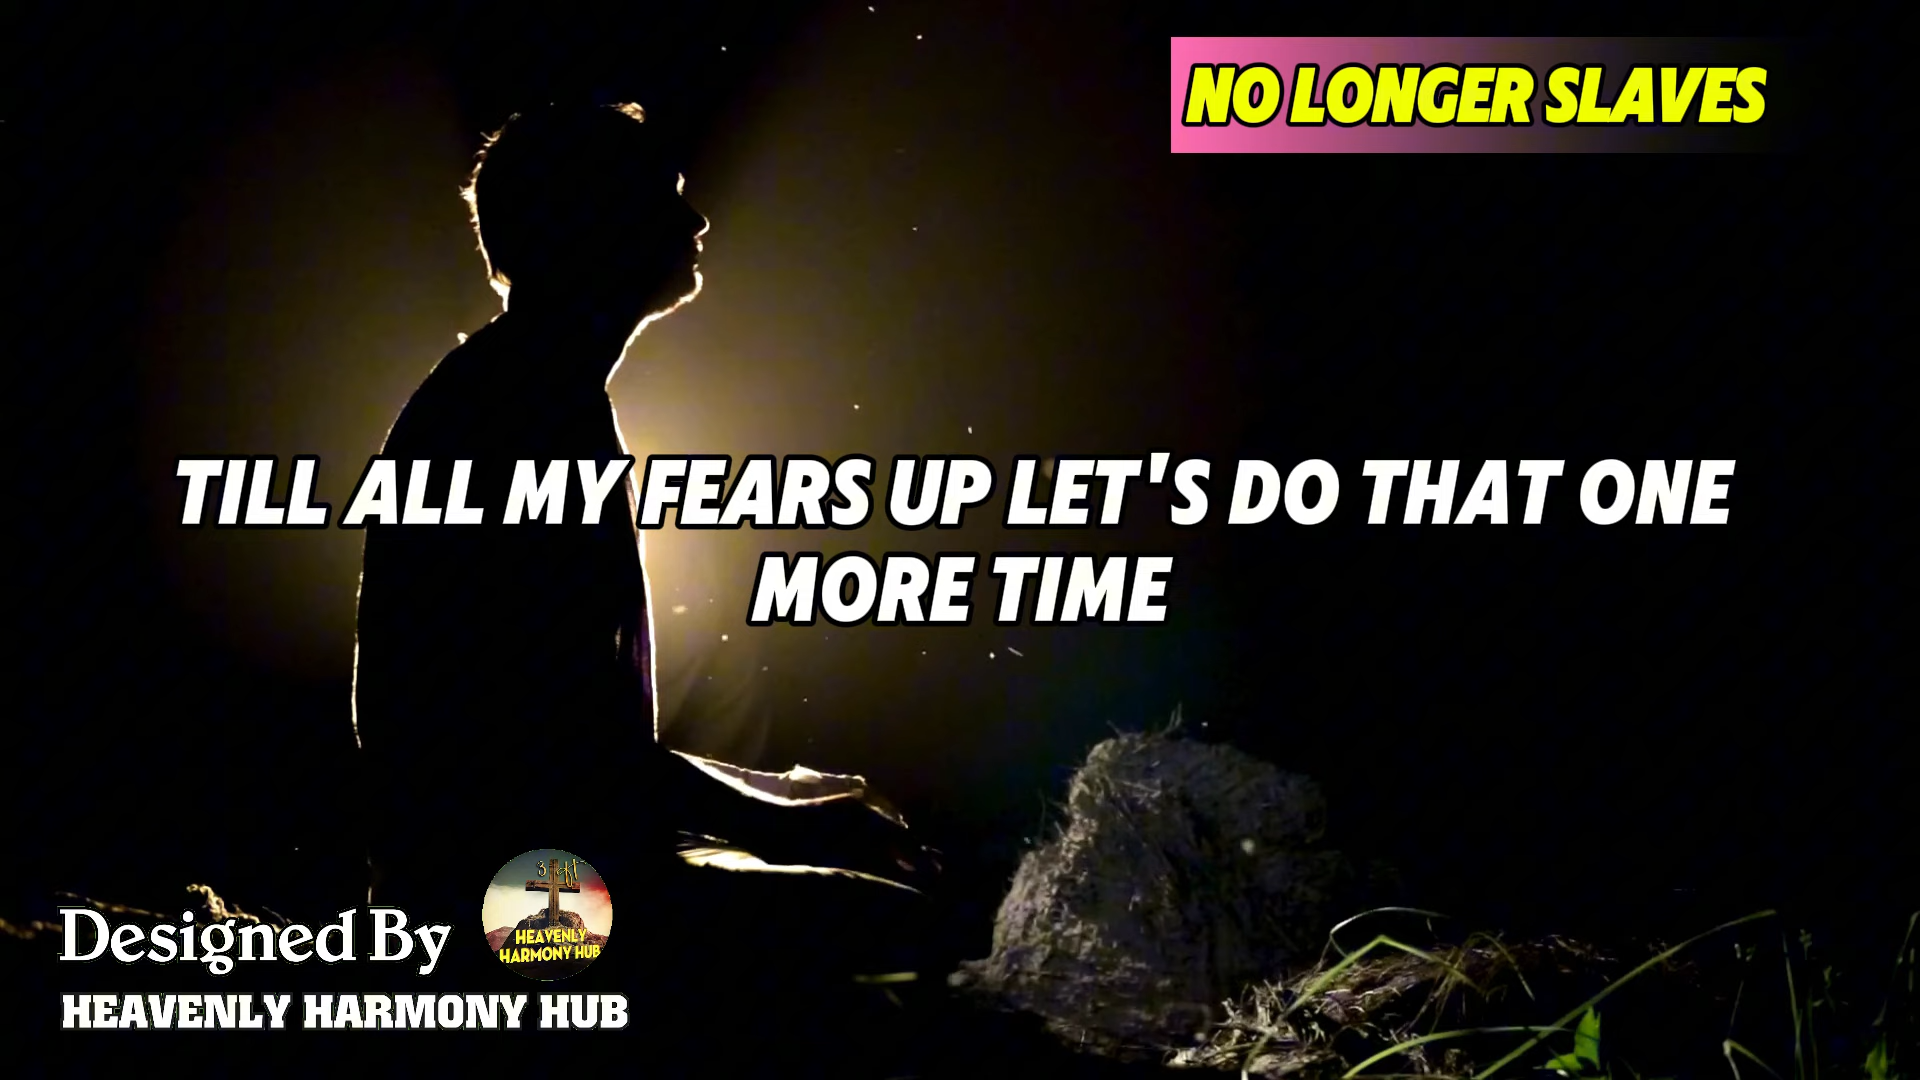 NO LONGER SLAVES
TILL ALL MY FEARS UP LET'S DO THAT ONE
MORE TIME
Designed By
HEAVENLY
HARMONY HUB
HEAVENLY HARMONY HUB